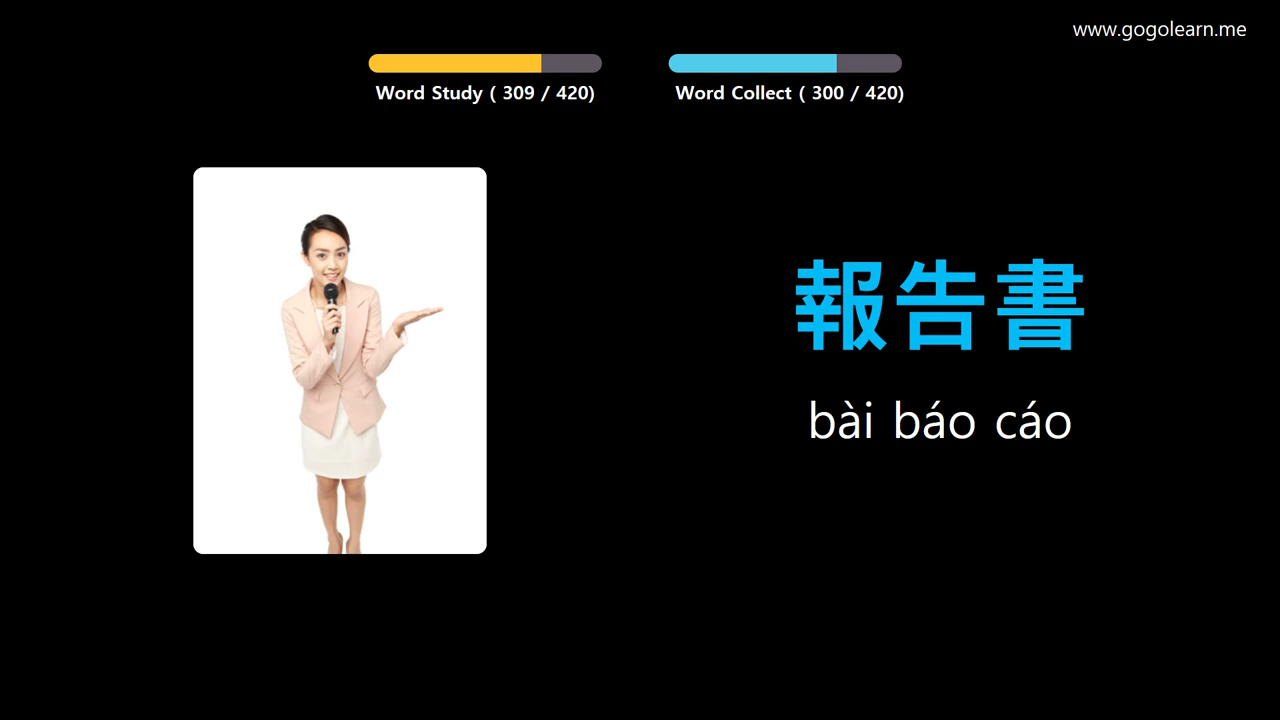 www.gogolearn.me
Word Study ( 309 / 420)
Word Collect ( 300 / 420)
報告書
bài báo cáo